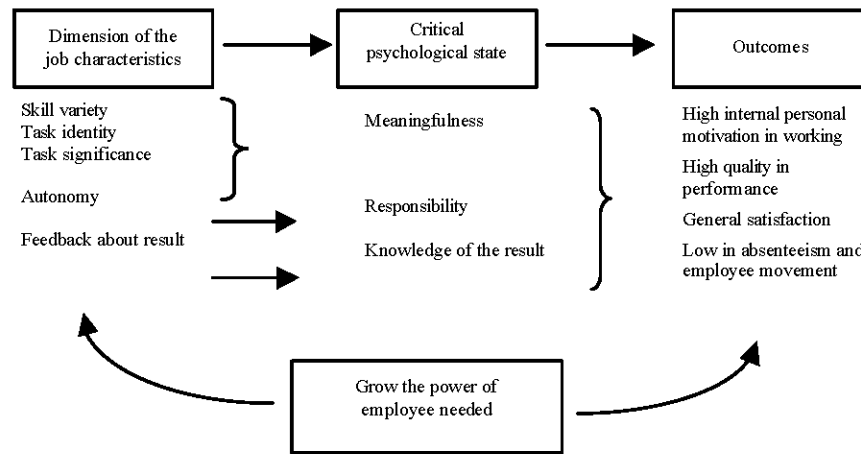 Dimension of the
job characteristics
Critical
psychological state
Outcomes
Skill variety
Task identity
Task significance
Autonomy
Feedback about result
Meaningfulness
Responsibility
Knowledge of the result
High internal personal
motivation in working
High quality in
performance
General satisfaction
Low in absenteeism and
employee movement
Grow the power of
employee needed